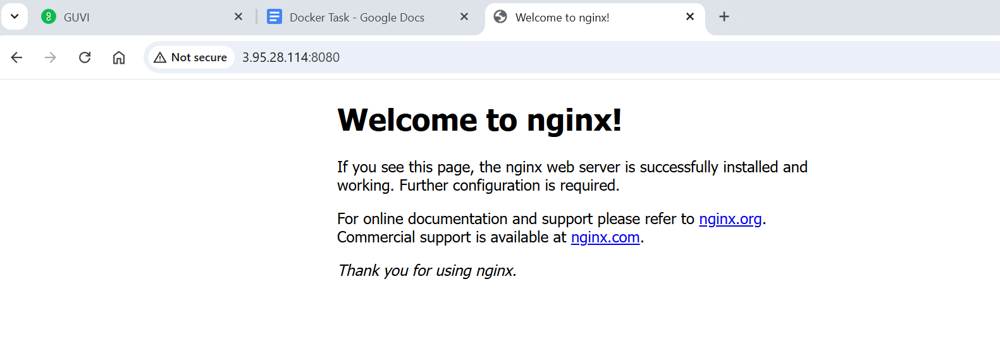 GUVI
Docker Task - Google Docs
Welcome to nginx!
Not secure
3.95.28.114:8080
Welcome to nginx!
If you see this page, the nginx web server is successfully installed and
working. Further configuration is required.
For online documentation and support please refer to nginx.org.
Commercial support is available at nginx.com.
Thank you for using nginx.